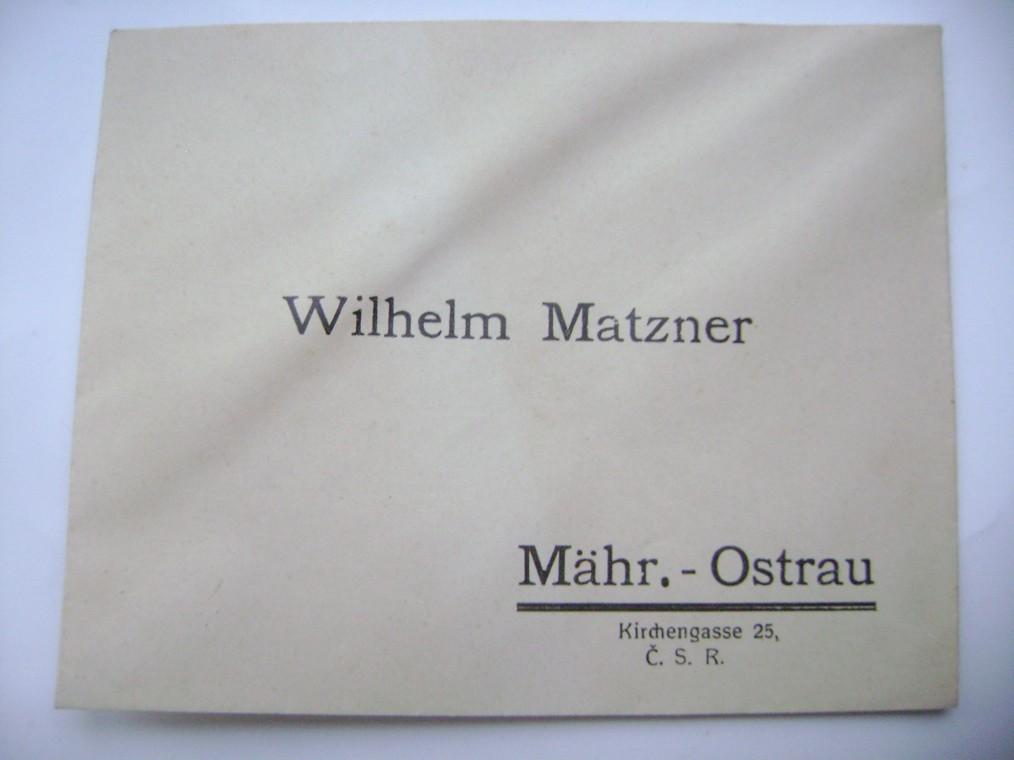 Wilhelm Matzner
Mähr.-Ostrau
Kirchengasse 25,
Č. S. R.